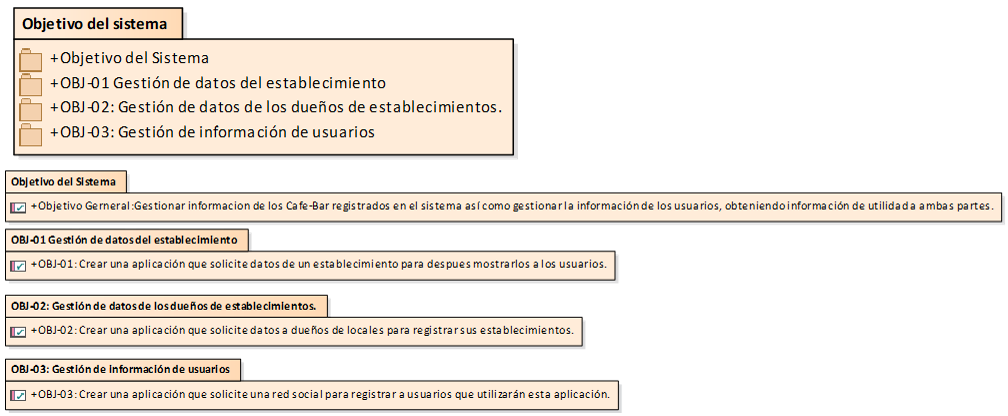 Objetivo del sistema
+Objetivo del Sistema
+OBJ-01 Gestión de datos del establecimiento
+OBJ-02: Gestión de datos de los dueños de establecimientos.
+OBJ-03: Gestión de información de usuarios
Objetivo del Sistema
+Objetivo Gerneral:Gestionar informacion de los Cafe-Bar registrados en el sistema así como gestionar la información de los usuarios, obteniendo información de utilidad a ambas partes.
OBJ-01 Gestión de datos del establecimiento
+OBJ-01: Crear una aplicación que solicite datos de un establecimiento para despues mostrarlos a los usuarios.
OBJ-02: Gestión de datos de los dueños de establecimientos.
+OBJ-02: Crear una aplicación que solicite datos a dueños de locales para registrar sus establecimientos.
OBJ-03: Gestión de información de usuarios
+OBJ-03: Crear una aplicación que solicite una red social para registrar a usuarios que utilizarán esta aplicación.